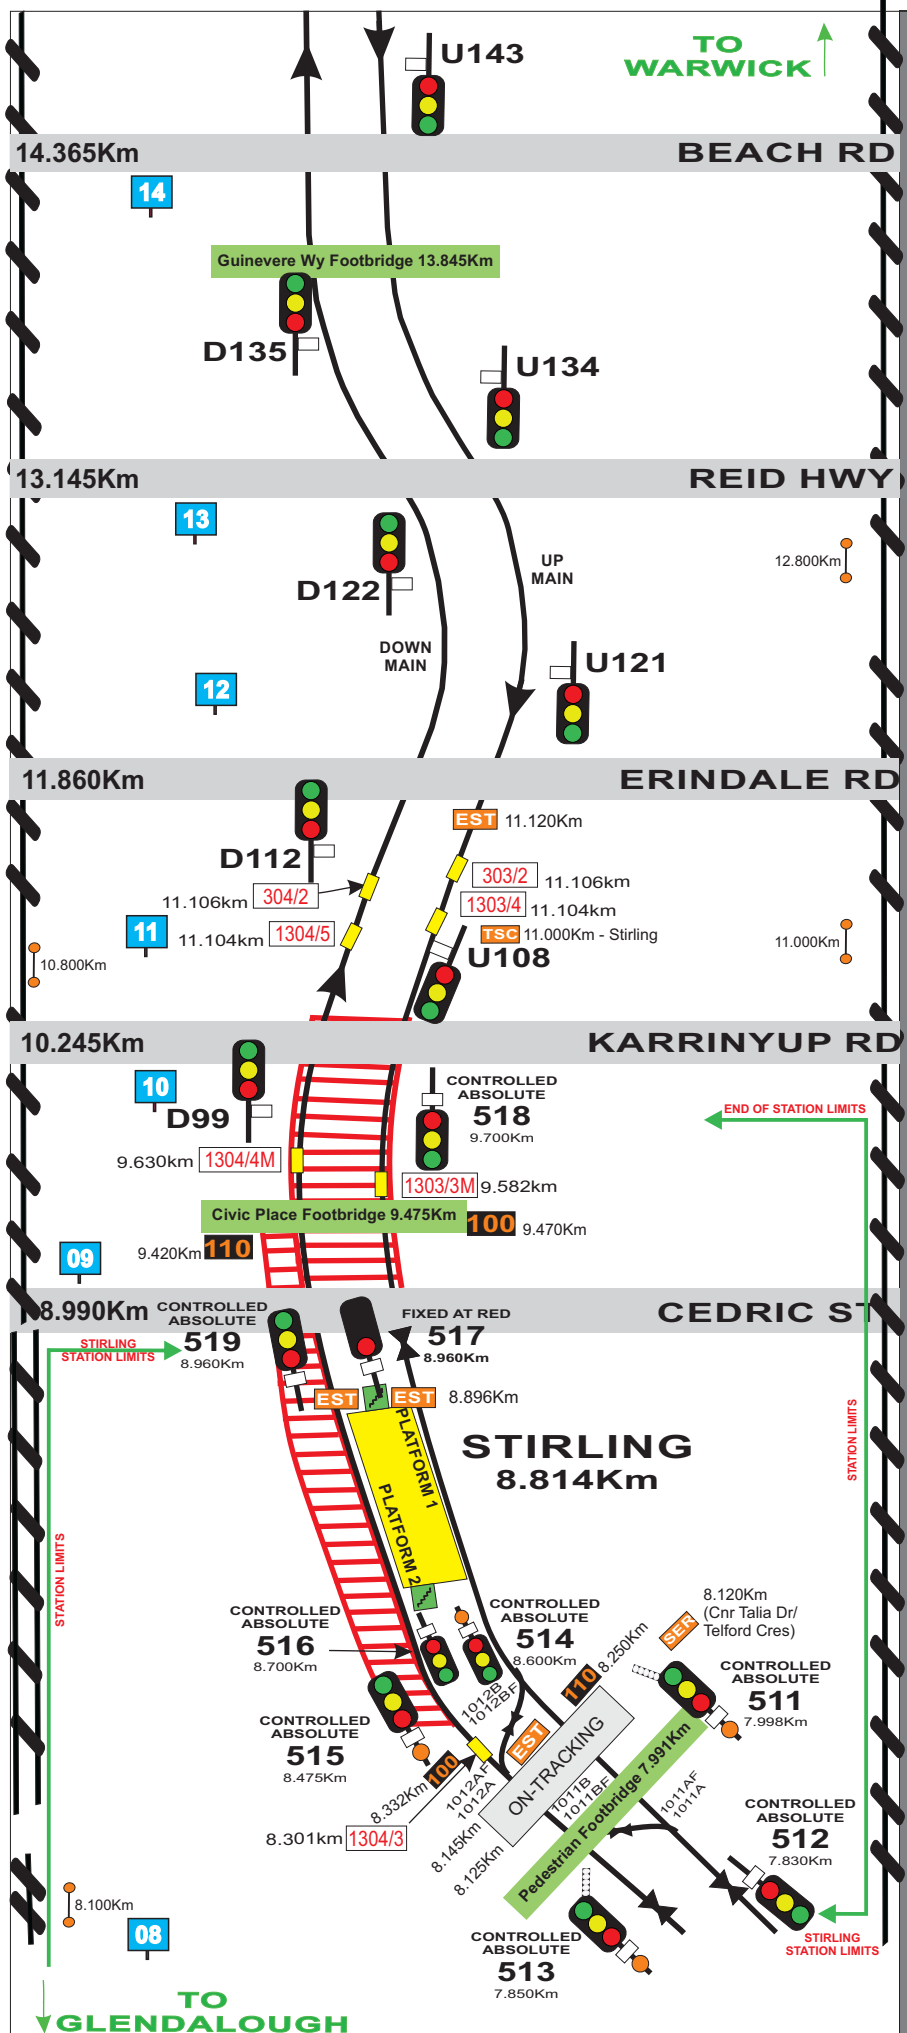 U143
TO
WARWICK
14.365Km
BEACH RD
14
Guinevere Wy Footbridge 13.845Km
D135
U134
13.145Km
REID HWY
13
D122
UP
MAIN
12.800Km
DOWN
MAIN
U121
12
11.860Km
ERINDALE RD
EST 11.120Km
D112
303/2 11.106km
11.106km 304/2
1303/4 11.104km
11
11.104km 1304/5
TSC 11.000Km - Stirling
11.000Km
U108
10.800Km
10.245Km
KARRINYUP RD
10
D99
CONTROLLED
ABSOLUTE
518
9.700Km
END OF STATION LIMITS
9.630km 1304/4M
1303/3M 9.582km
Civic Place Footbridge 9.475Km
100 9.470Km
9.420Km 110
09
8.990Km
CEDRIC ST
CONTROLLED
ABSOLUTE
519
8.960Km
FIXED AT RED
517
8.960Km
STIRLING
STATION LIMITS
EST
EST 8.896Km
PLATFORM 1
PLATFORM 2
STIRLING
8.814Km
STATION LIMITS
STATION LIMITS
CONTROLLED
ABSOLUTE
516
8.700Km
CONTROLLED
ABSOLUTE
514
8.600Km
8.120Km
(Cnr Talia Dr/
Telford Cres)
SER
110 8.250Km
CONTROLLED
ABSOLUTE
511
7.998Km
1012B
1012BF
CONTROLLED
ABSOLUTE
515
8.475Km
EST
8.332Km 100
1012AF
1012A
ON-TRACKING
8.301km 1304/3
8.145Km
8.125Km
1011B
1011BF
Pedestrian Footbridge 7.991Km
1011AF
1011A
CONTROLLED
ABSOLUTE
512
7.830Km
8.100Km
08
CONTROLLED
ABSOLUTE
513
7.850Km
STIRLING
STATION LIMITS
TO
GLENDALOUGH